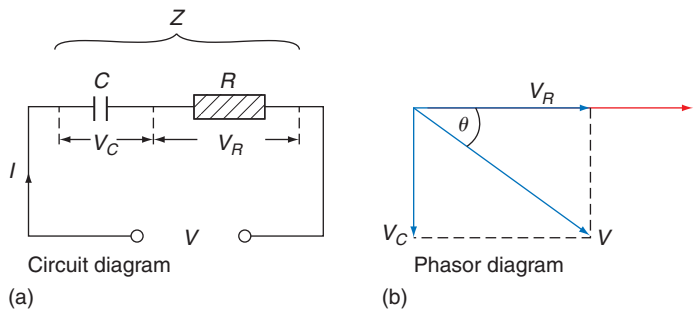 Z
C R
V_C V_R
I
V
Circuit diagram
(a)
V_R
θ
V_C V
Phasor diagram
(b)